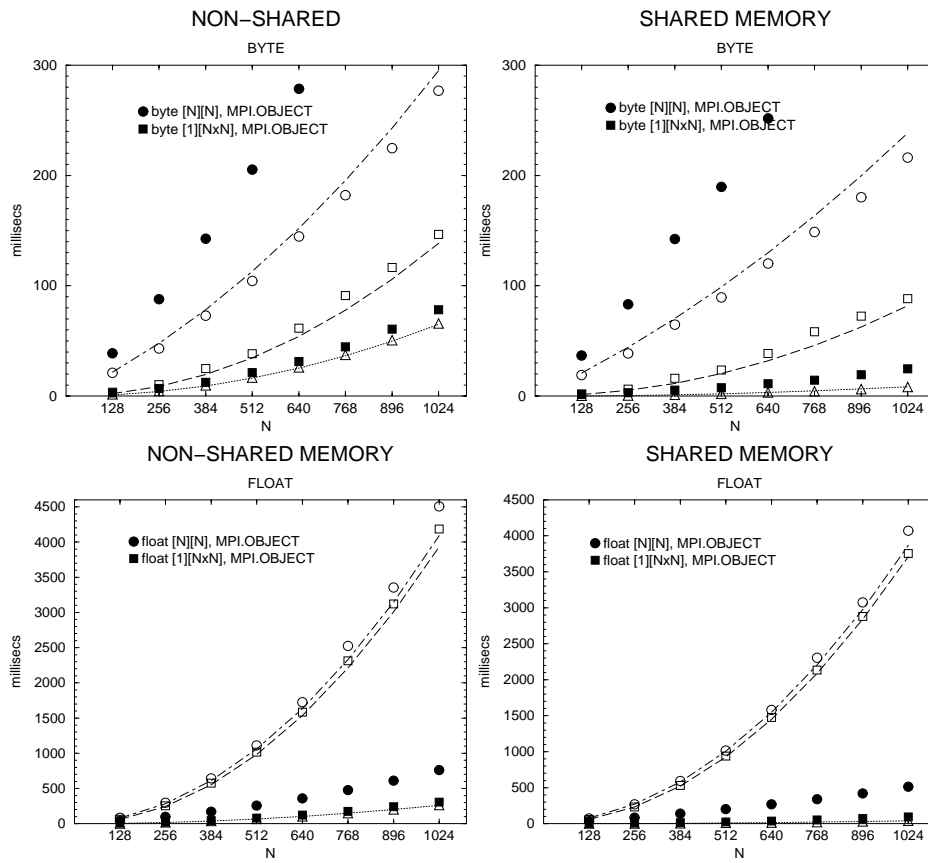 NON−SHARED
BYTE
300
200
100
0
millisecs
byte [N][N], MPI.OBJECT
byte [1][NxN], MPI.OBJECT
128 256 384 512 640 768 896 1024
N
SHARED MEMORY
BYTE
300
200
100
0
millisecs
byte [N][N], MPI.OBJECT
byte [1][NxN], MPI.OBJECT
128 256 384 512 640 768 896 1024
N
NON−SHARED MEMORY
FLOAT
4500
4000
3500
3000
2500
2000
1500
1000
500
0
millisecs
float [N][N], MPI.OBJECT
float [1][NxN], MPI.OBJECT
128 256 384 512 640 768 896 1024
N
SHARED MEMORY
FLOAT
4500
4000
3500
3000
2500
2000
1500
1000
500
0
millisecs
float [N][N], MPI.OBJECT
float [1][NxN], MPI.OBJECT
128 256 384 512 640 768 896 1024
N